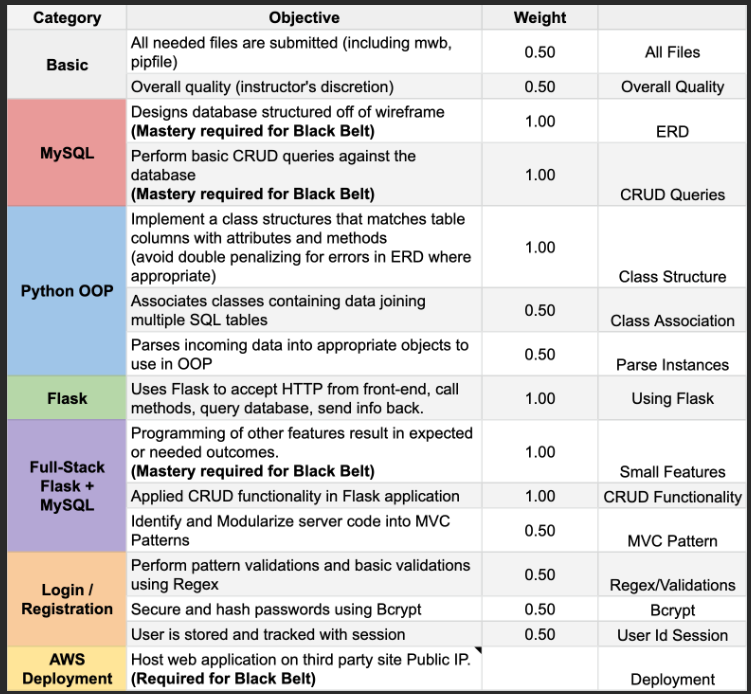 Category Objective Weight
Basic
All needed files are submitted (including mwb,
pipfile)
0.50
All Files
Overall quality (instructor's discretion)
0.50
Overall Quality
MySQL
Designs database structured off of wireframe
(Mastery required for Black Belt)
1.00
ERD
Perform basic CRUD queries against the
database
(Mastery required for Black Belt)
1.00
CRUD Queries
Python OOP
Implement a class structures that matches table
columns with attributes and methods
(avoid double penalizing for errors in ERD where
appropriate)
1.00
Class Structure
Associates classes containing data joining
multiple SQL tables
0.50
Class Association
Parses incoming data into appropriate objects to
use in OOP
0.50
Parse Instances
Flask
Uses Flask to accept HTTP from front-end, call
methods, query database, send info back.
1.00
Using Flask
Full-Stack
Flask +
MySQL
Programming of other features result in expected
or needed outcomes.
(Mastery required for Black Belt)
1.00
Small Features
Applied CRUD functionality in Flask application
1.00
CRUD Functionality
Identify and Modularize server code into MVC
Patterns
0.50
MVC Pattern
Login /
Registration
Perform pattern validations and basic validations
using Regex
0.50
Regex/Validations
Secure and hash passwords using Bcrypt
0.50
Bcrypt
User is stored and tracked with session
0.50
User Id Session
AWS
Deployment
Host web application on third party site Public IP.
(Required for Black Belt)
Deployment